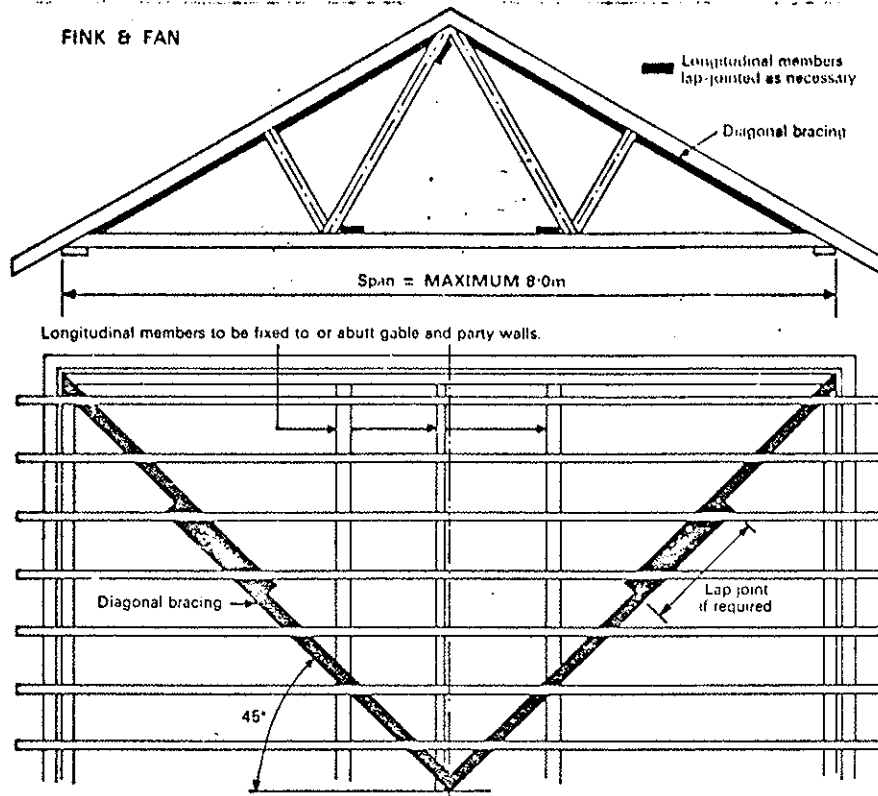 FINK & FAN
Longitudinal members
lap-jointed as necessary
Diagonal bracing
Span = MAXIMUM 8·0m
Longitudinal members to be fixed to or abutt gable and party walls.
Diagonal bracing
Lap joint
if required
45°